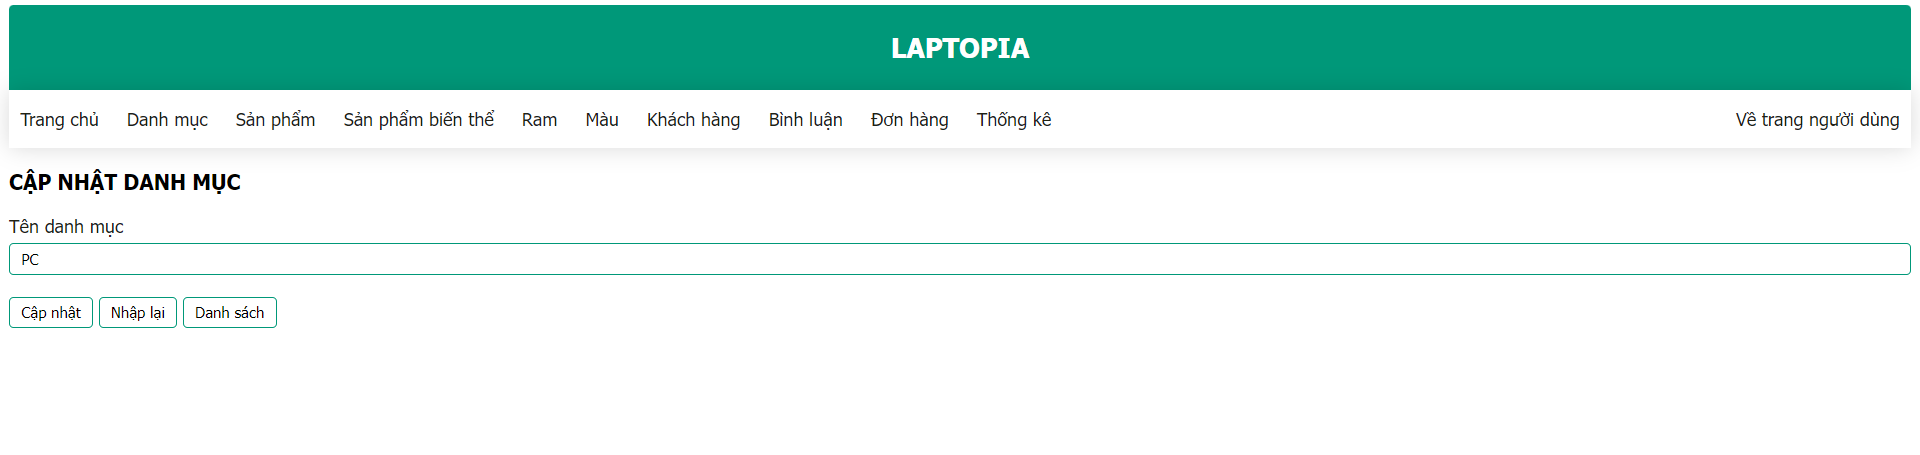 LAPTOPIA
Trang chủ Danh mục Sản phẩm Sản phẩm biến thể Ram Màu Khách hàng Bình luận Đơn hàng Thống kê Về trang người dùng
CẬP NHẬT DANH MỤC
Tên danh mục
PC
Cập nhật Nhập lại Danh sách